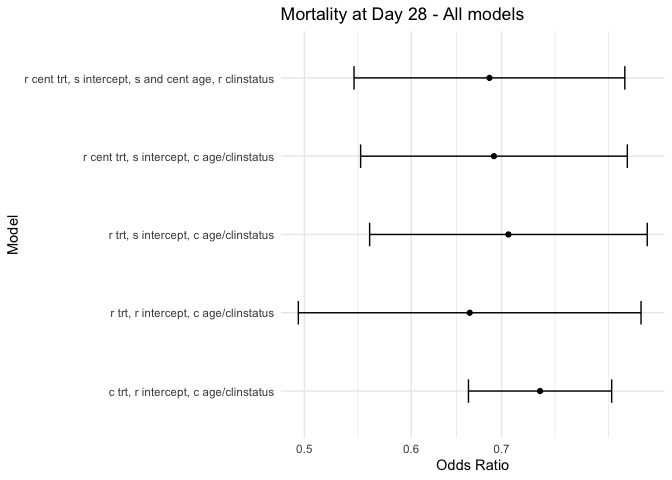 Mortality at Day 28 - All models
r cent trt, s intercept, s and cent age, r clinstatus
r cent trt, s intercept, c age/clinstatus
r trt, s intercept, c age/clinstatus
r trt, r intercept, c age/clinstatus
c trt, r intercept, c age/clinstatus
Model
0.5 0.6 0.7
Odds Ratio